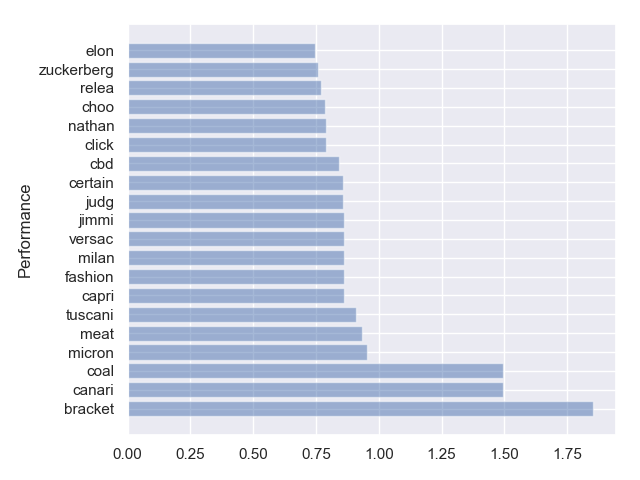 elon
zuckerberg
relea
choo
nathan
click
cbd
certain
judg
jimmi
versac
milan
fashion
capri
tuscani
meat
micron
coal
canari
bracket
Performance
0.00 0.25 0.50 0.75 1.00 1.25 1.50 1.75